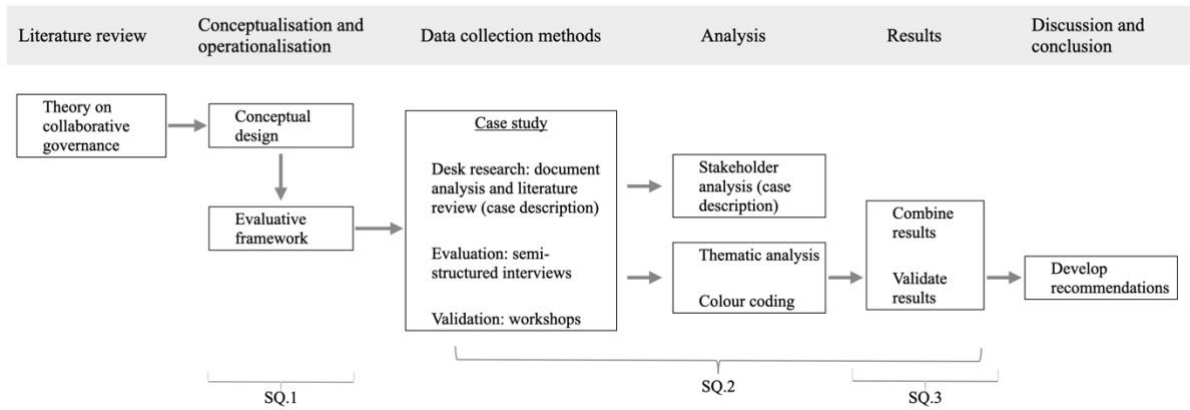 Literature review
Conceptualisation and
operationalisation
Data collection methods
Analysis
Results
Discussion and
conclusion
Theory on
collaborative
governance
Conceptual
design
Evaluative
framework
Case study
Desk research: document
analysis and literature
review (case description)
Evaluation: semi-
structured interviews
Validation: workshops
Stakeholder
analysis (case
description)
Thematic analysis
Colour coding
Combine
results
Validate
results
Develop
recommendations
SQ.1
SQ.2
SQ.3